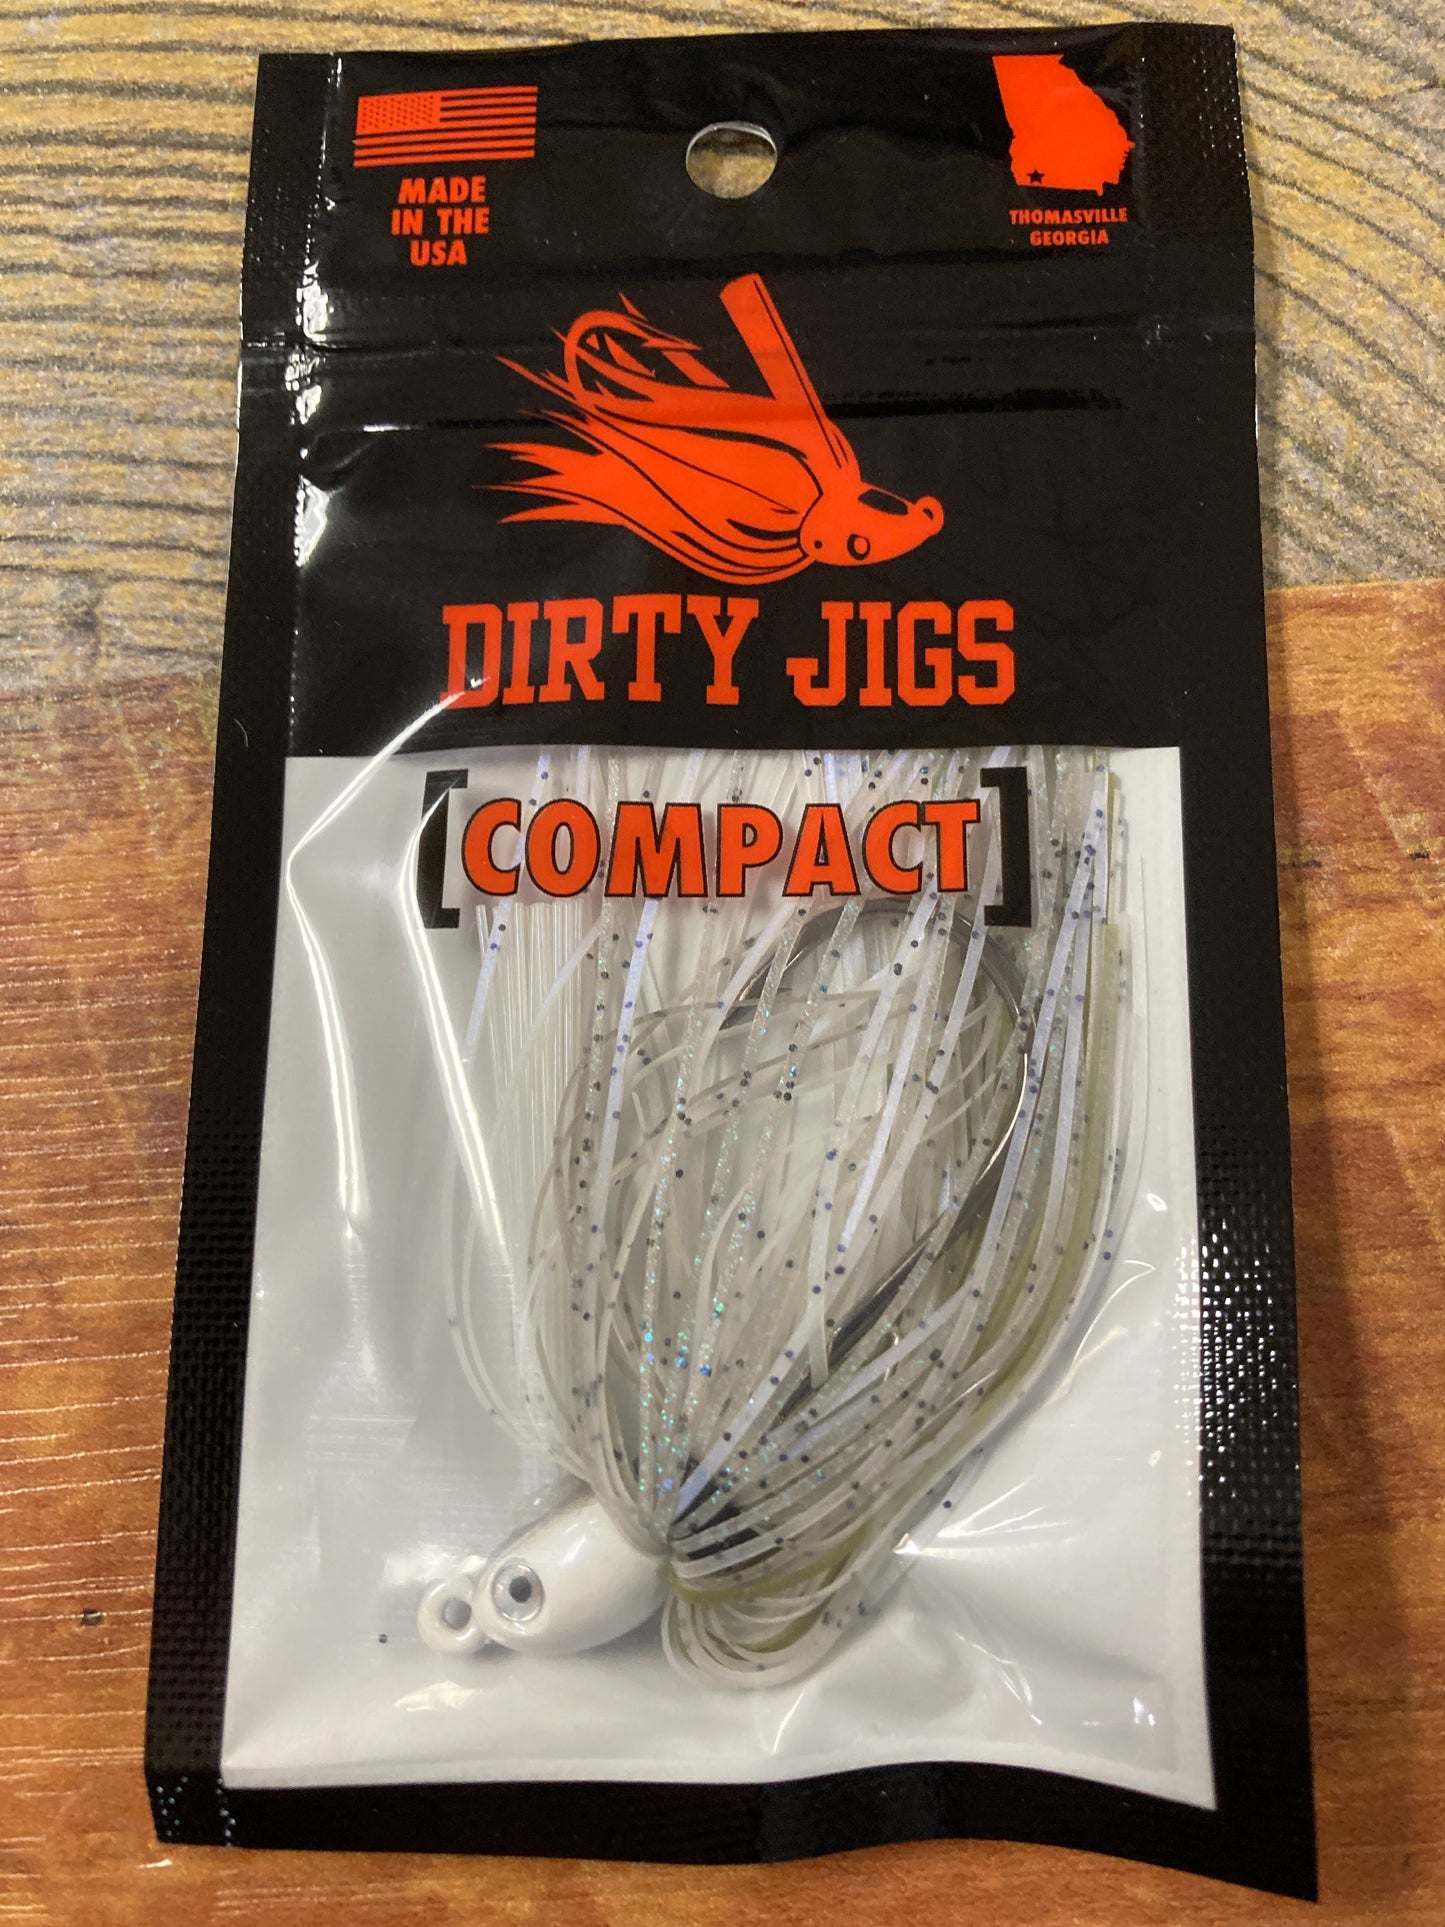 MADE
IN THE
USA
THOMASVILLE
GEORGIA
DIRTY JIGS
[COMPACT]